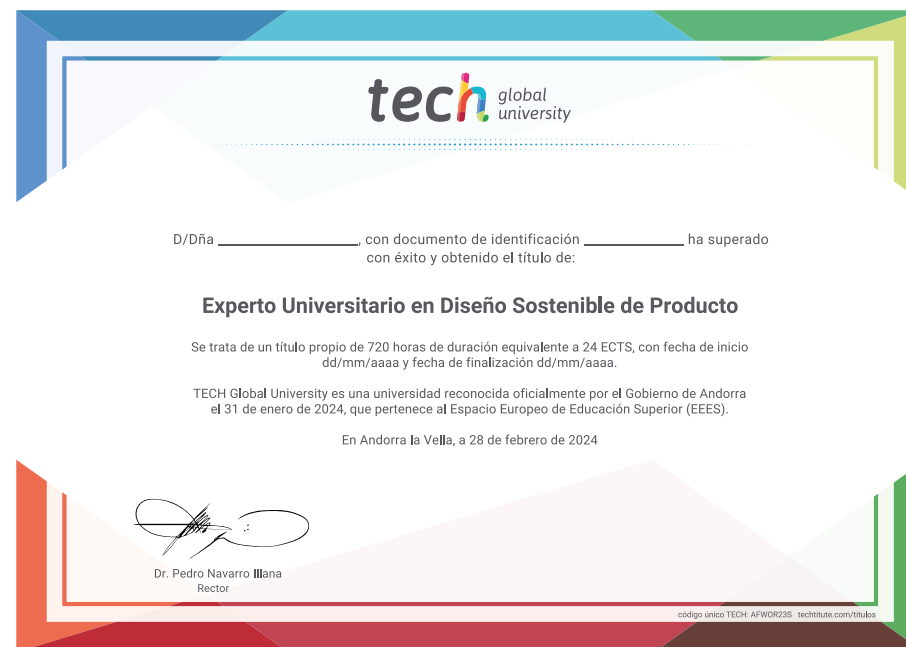 tech global university
D/Dña ____________, con documento de identificación ____________ ha superado
con éxito y obtenido el título de:
Experto Universitario en Diseño Sostenible de Producto
Se trata de un título propio de 720 horas de duración equivalente a 24 ECTS, con fecha de inicio
dd/mm/aaaa y fecha de finalización dd/mm/aaaa.
TECH Global University es una universidad reconocida oficialmente por el Gobierno de Andorra
el 31 de enero de 2024, que pertenece al Espacio Europeo de Educación Superior (EEES).
En Andorra la Vella, a 28 de febrero de 2024
Dr. Pedro Navarro Illana
Rector
código único TECH: AFWOR23S techtitute.com/titulos